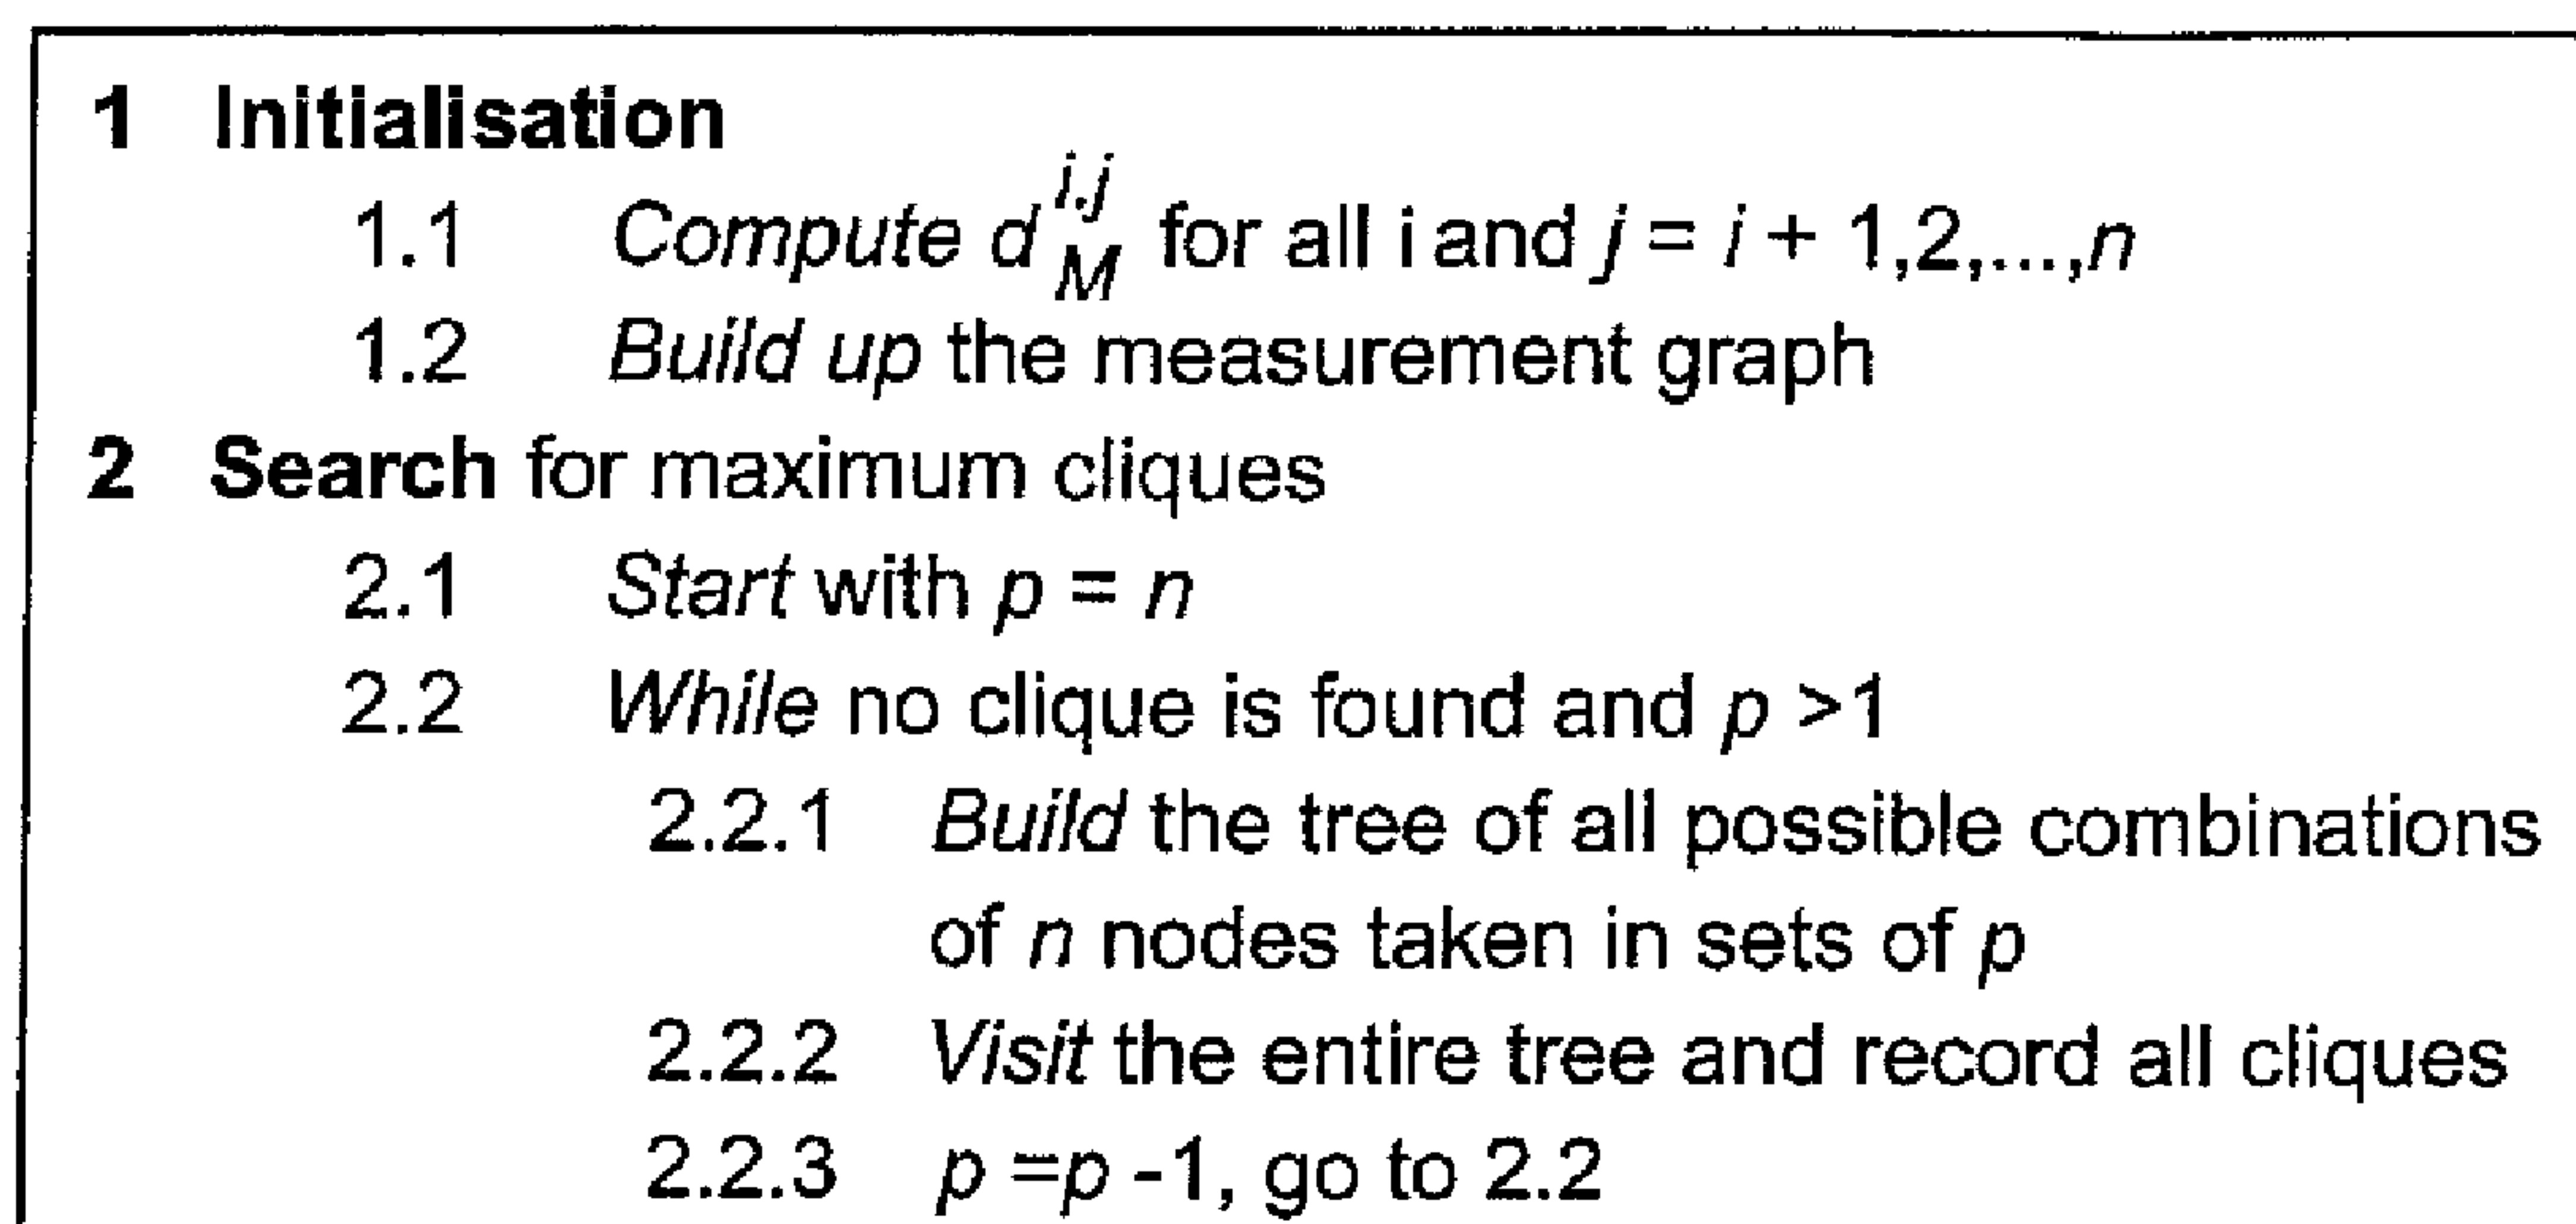 1 Initialisation
1.1 Compute d_M^{i,j} for all i and j = i + 1,2,...,n
1.2 Build up the measurement graph
2 Search for maximum cliques
2.1 Start with p = n
2.2 While no clique is found and p >1
2.2.1 Build the tree of all possible combinations
of n nodes taken in sets of p
2.2.2 Visit the entire tree and record all cliques
2.2.3 p =p -1, go to 2.2